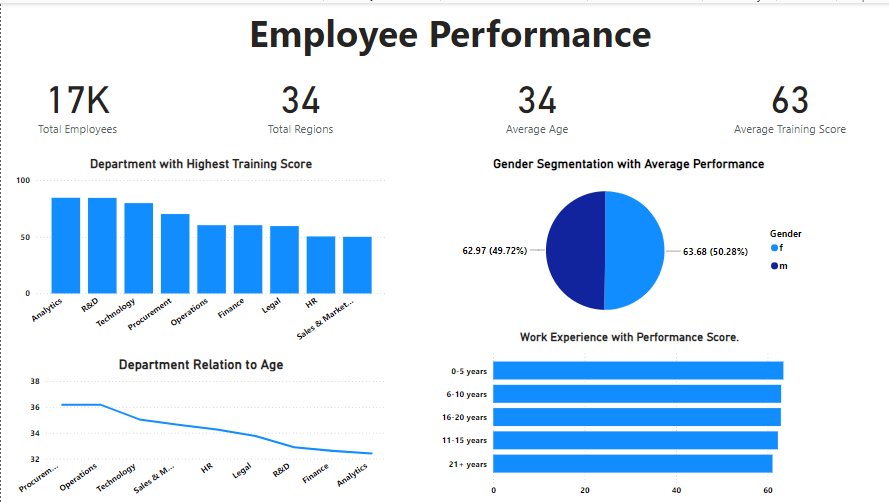 Employee Performance
17K
Total Employees
34
Total Regions
34
Average Age
63
Average Training Score
Department with Highest Training Score
100
50
0
Analytics
R&D
Technology
Procurement
Operations
Finance
Legal
HR
Sales & Market...
Gender Segmentation with Average Performance
62.97 (49.72%)
63.68 (50.28%)
Gender
f
m
Department Relation to Age
38
36
34
32
Procurem...
Operations
Technology
Sales & M...
HR
Legal
R&D
Finance
Analytics
Work Experience with Performance Score.
0-5 years
6-10 years
16-20 years
11-15 years
21+ years
0
20
40
60